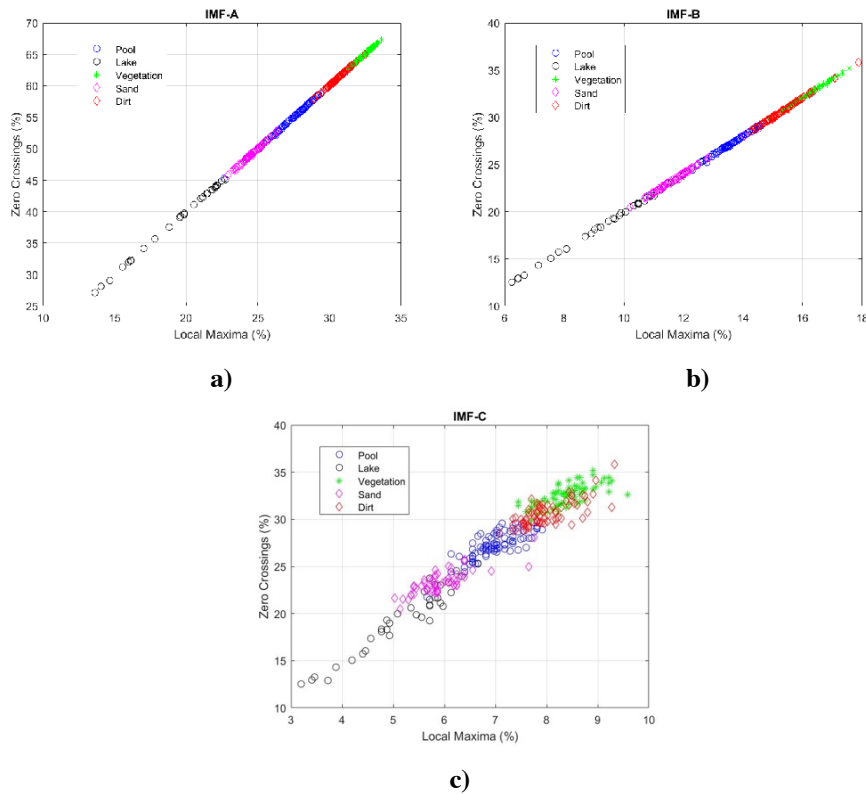 IMF-A
70
65
60
55
50
45
40
35
30
25
Zero Crossings (%)
Pool
Lake
Vegetation
Sand
Dirt
10
15
20
25
30
35
Local Maxima (%)
a)
IMF-B
40
35
30
25
20
15
10
Zero Crossings (%)
Pool
Lake
Vegetation
Sand
Dirt
6
8
10
12
14
16
18
Local Maxima (%)
b)
IMF-C
40
35
30
25
20
15
10
Zero Crossings (%)
Pool
Lake
Vegetation
Sand
Dirt
3
4
5
6
7
8
9
10
Local Maxima (%)
c)